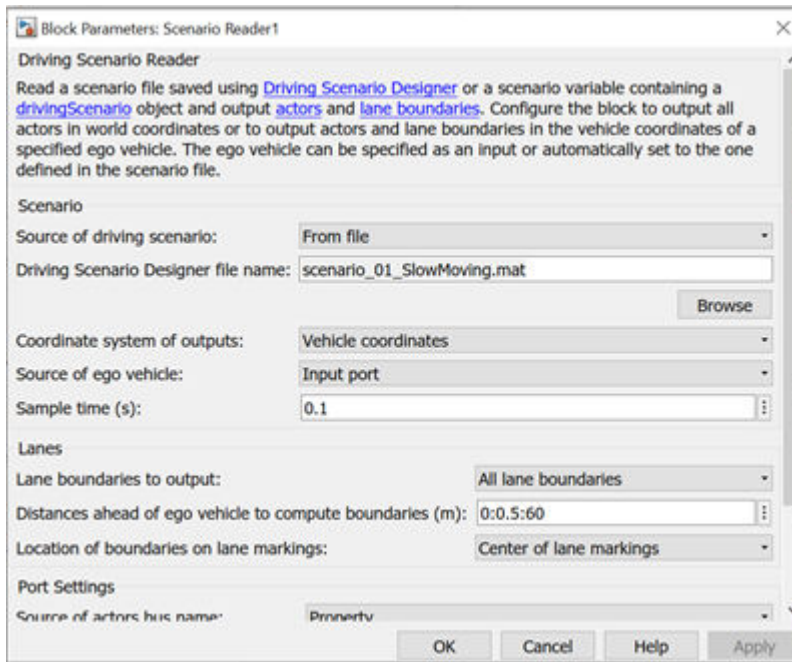 Block Parameters: Scenario Reader1
Driving Scenario Reader
Read a scenario file saved using Driving Scenario Designer or a scenario variable containing a
drivingScenario object and output actors and lane boundaries. Configure the block to output all
actors in world coordinates or to output actors and lane boundaries in the vehicle coordinates of a
specified ego vehicle. The ego vehicle can be specified as an input or automatically set to the one
defined in the scenario file.
Scenario
Source of driving scenario: From file
Driving Scenario Designer file name: scenario_01_SlowMoving.mat
Browse
Coordinate system of outputs: Vehicle coordinates
Source of ego vehicle: Input port
Sample time (s): 0.1
Lanes
Lane boundaries to output: All lane boundaries
Distances ahead of ego vehicle to compute boundaries (m): 0:0.5:60
Location of boundaries on lane markings: Center of lane markings
Port Settings
Source of actors bus name: Property
OK Cancel Help Apply